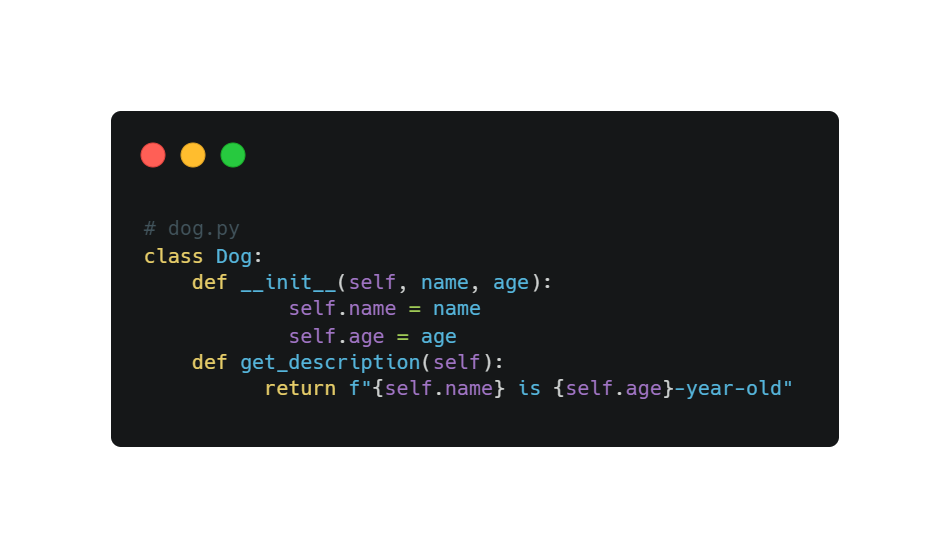 # dog.py
class Dog:
    def __init__(self, name, age):
            self.name = name
            self.age = age
    def get_description(self):
          return f"{self.name} is {self.age}-year-old"